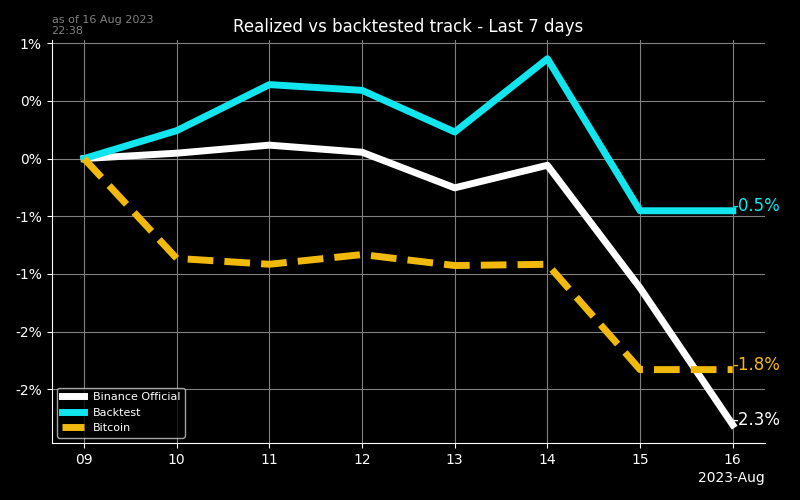 as of 16 Aug 2023
22:38
Realized vs backtested track - Last 7 days
1%
0%
0%
-1%
-1%
-2%
-2%
-0.5%
-1.8%
-2.3%
Binance Official
Backtest
Bitcoin
09 10 11 12 13 14 15 16
2023-Aug